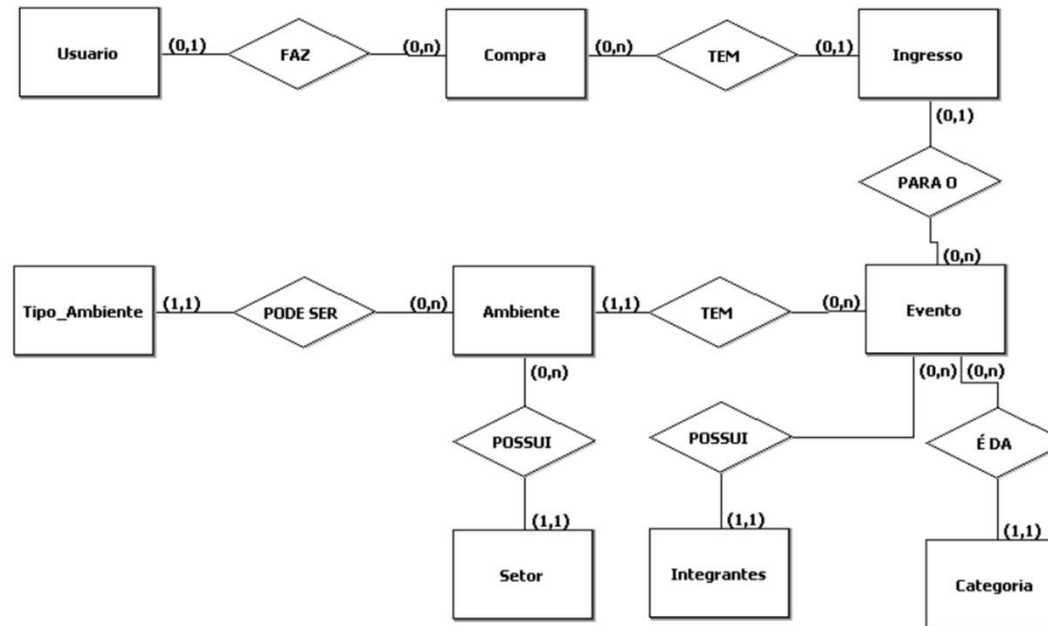 Usuario (0,1) FAZ (0,n) Compra (0,n) TEM (0,1) Ingresso
(0,1)
PARA O
(0,n)
Tipo_Ambiente (1,1) PODE SER (0,n) Ambiente (1,1) TEM (0,n) Evento
(0,n) (0,n) (0,n)
POSSUI POSSUI É DA
(1,1) (1,1) (1,1)
Setor Integrantes Categoria